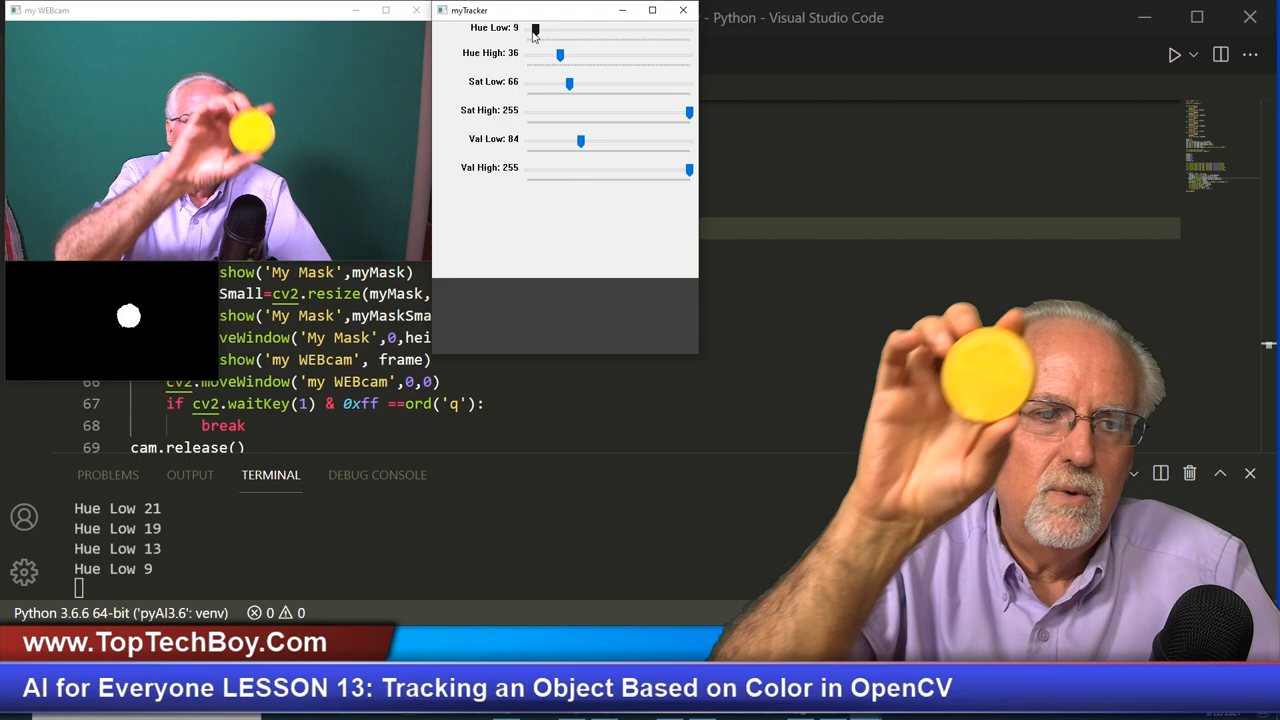 my WEBcam
myTracker
- Python - Visual Studio Code
Hue Low: 9
Hue High: 36
Sat Low: 66
Sat High: 255
Val Low: 84
Val High: 255
show('My Mask',myMask)
Small=cv2.resize(myMask,
show('My Mask',myMaskSma
veWindow('My Mask',0,hei
show('my WEBcam', frame)
66 cv2.moveWindow('my WEBcam',0,0)
67 if cv2.waitKey(1) & 0xff ==ord('q'):
68 break
69 cam.release()
PROBLEMS OUTPUT TERMINAL DEBUG CONSOLE
Hue Low 21
Hue Low 19
Hue Low 13
Hue Low 9
Python 3.6.6 64-bit ('pyAI3.6': venv) 0 0
www.TopTechBoy.Com
AI for Everyone LESSON 13: Tracking an Object Based on Color in OpenCV